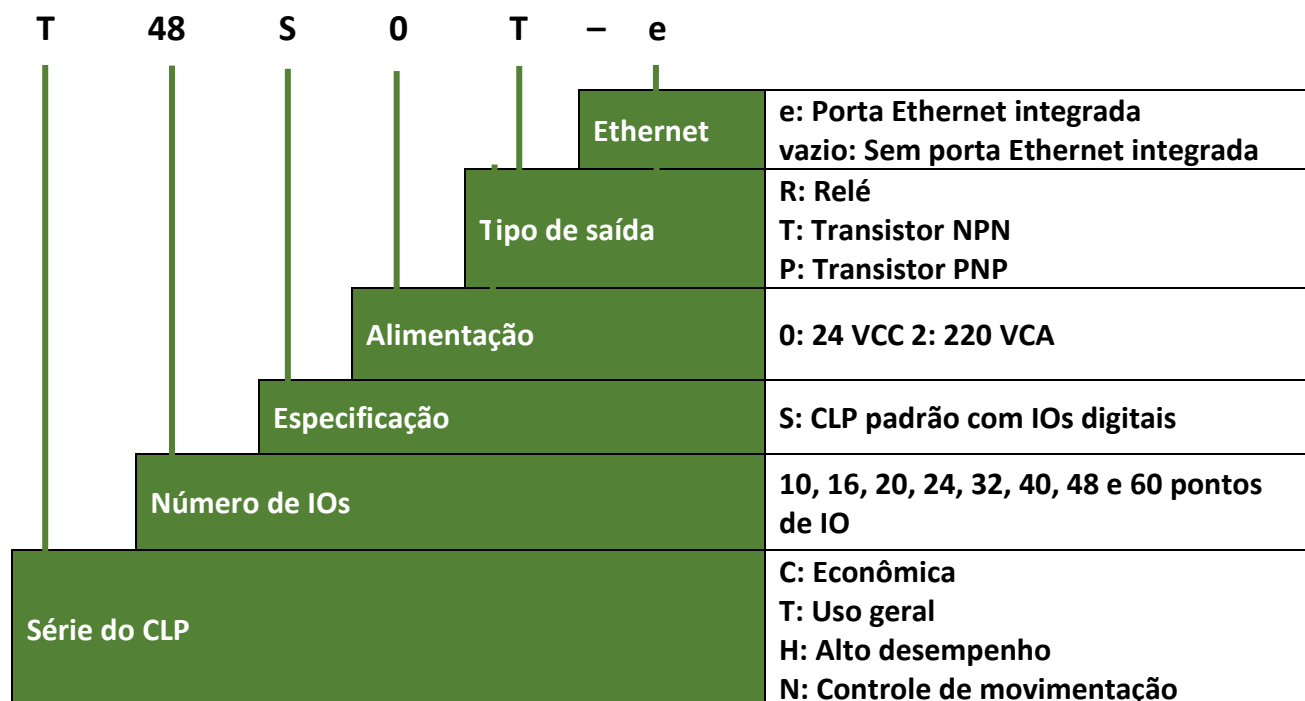 T 48 S 0 T – e
Ethernet
e: Porta Ethernet integrada
vazio: Sem porta Ethernet integrada
Tipo de saída
R: Relé
T: Transistor NPN
P: Transistor PNP
Alimentação
0: 24 VCC 2: 220 VCA
Especificação
S: CLP padrão com IOs digitais
Número de IOs
10, 16, 20, 24, 32, 40, 48 e 60 pontos
de IO
Série do CLP
C: Econômica
T: Uso geral
H: Alto desempenho
N: Controle de movimentação